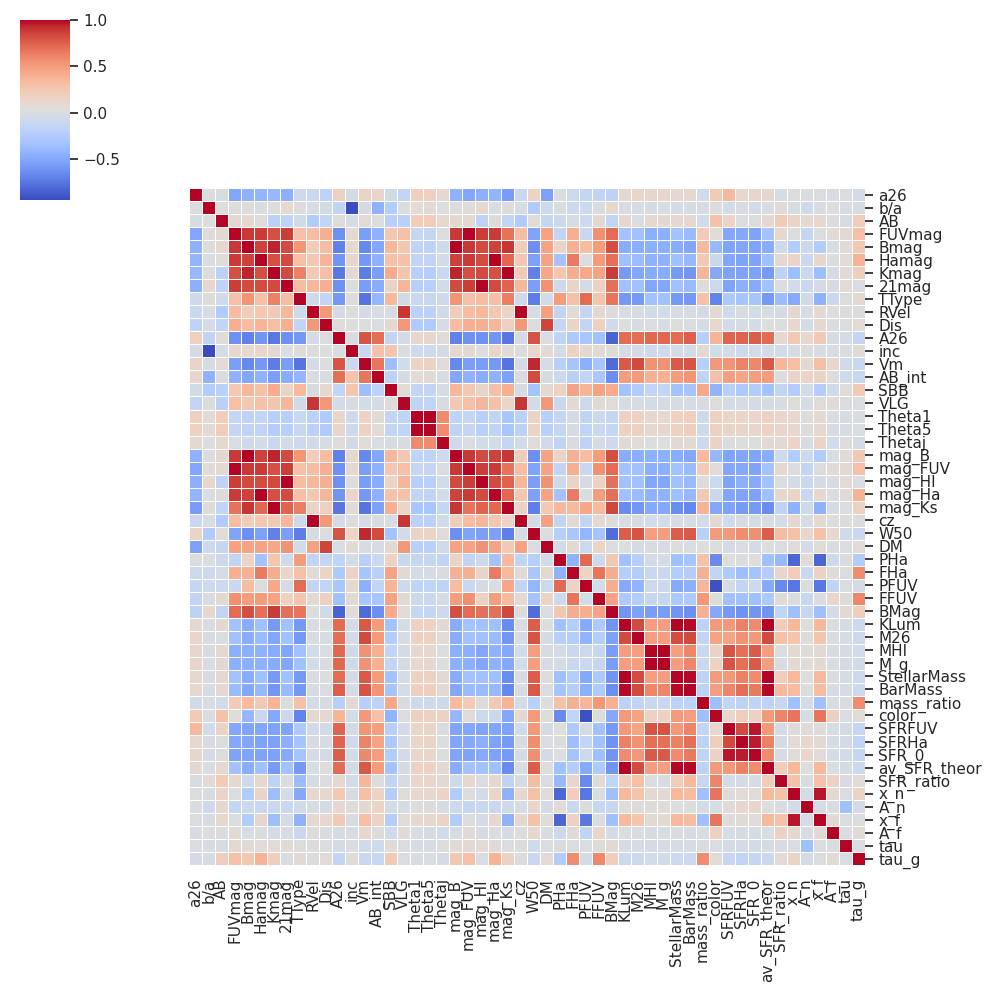 1.0
0.5
0.0
−0.5
a26
b/a
AB
FUVmag
Bmag
Hamag
Kmag
21mag
TType
RVel
Dis
A26
inc
Vm
AB_int
SBB
VLG
Theta1
Theta5
Thetaj
mag_B
mag_FUV
mag_HI
mag_Ha
mag_Ks
cz
W50
DM
PHa
FHa
PFUV
FFUV
BMag
KLum
M26
MHI
M_g
StellarMass
BarMass
mass_ratio
color
SFRFUV
SFRHa
SFR_0
av_SFR_theor
SFR_ratio
x_n
A_n
x_f
A_f
tau
tau_g
a26
b/a
AB
FUVmag
Bmag
Hamag
Kmag
21mag
TType
RVel
Dis
A26
inc
Vm
AB_int
SBB
VLG
Theta1
Theta5
Thetaj
mag_B
mag_FUV
mag_HI
mag_Ha
mag_Ks
cz
W50
DM
PHa
FHa
PFUV
FFUV
BMag
KLum
M26
MHI
M_g
StellarMass
BarMass
mass_ratio
color
SFRFUV
SFRHa
SFR_0
av_SFR_theor
SFR_ratio
x_n
A_n
x_f
A_f
tau
tau_g